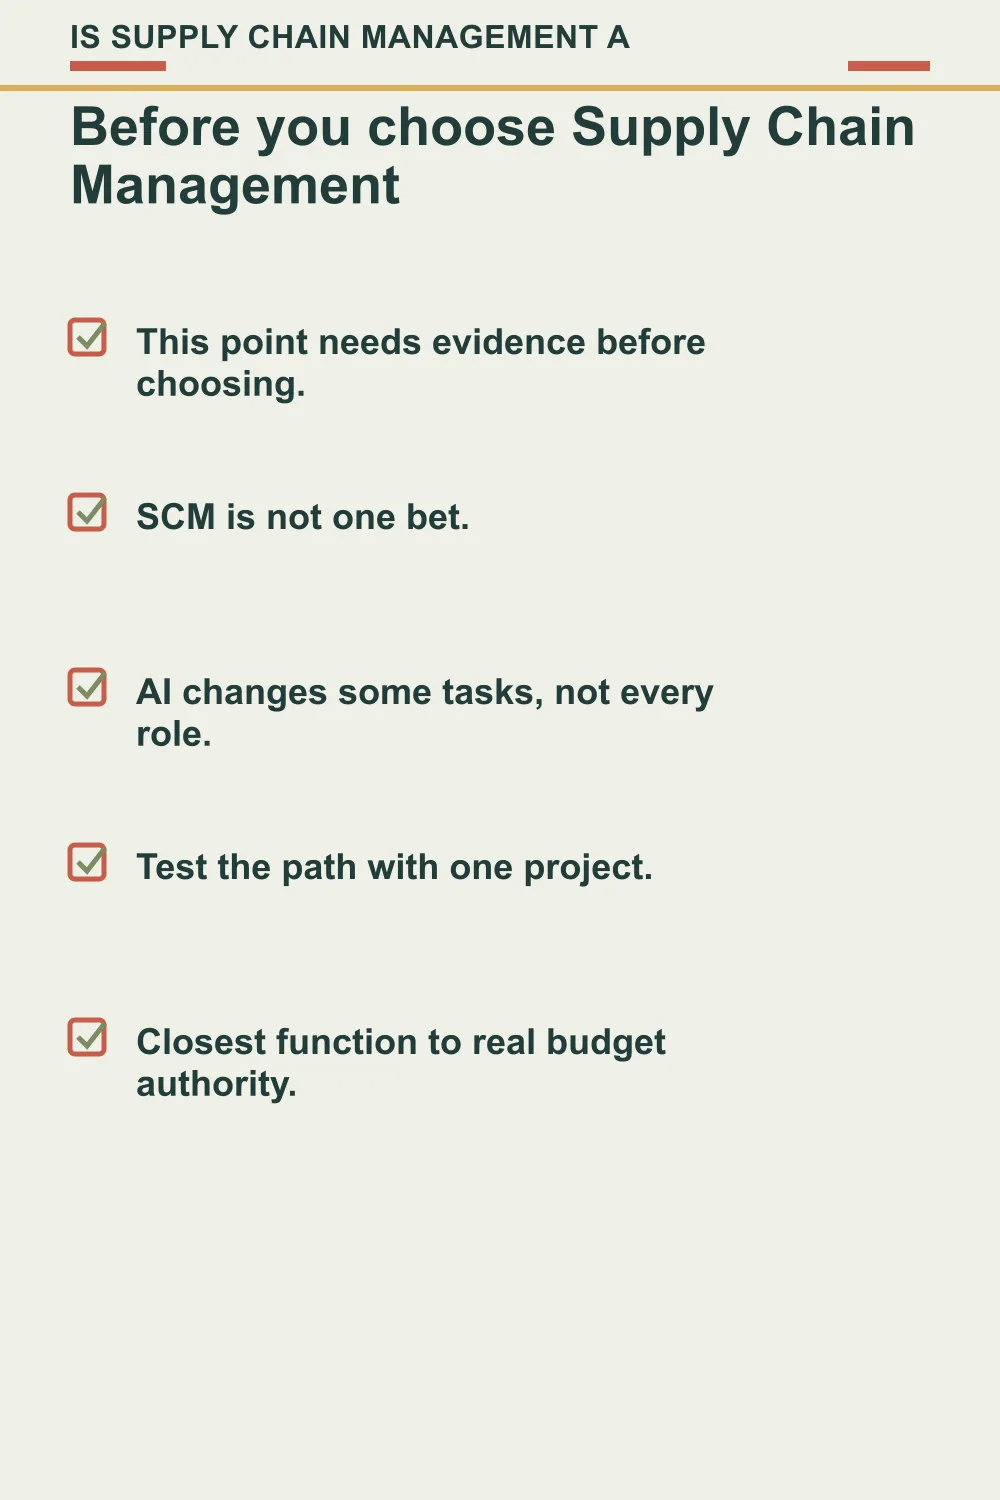 IS SUPPLY CHAIN MANAGEMENT A
Before you choose Supply Chain
Management
This point needs evidence before
choosing.
SCM is not one bet.
AI changes some tasks, not every
role.
Test the path with one project.
Closest function to real budget
authority.